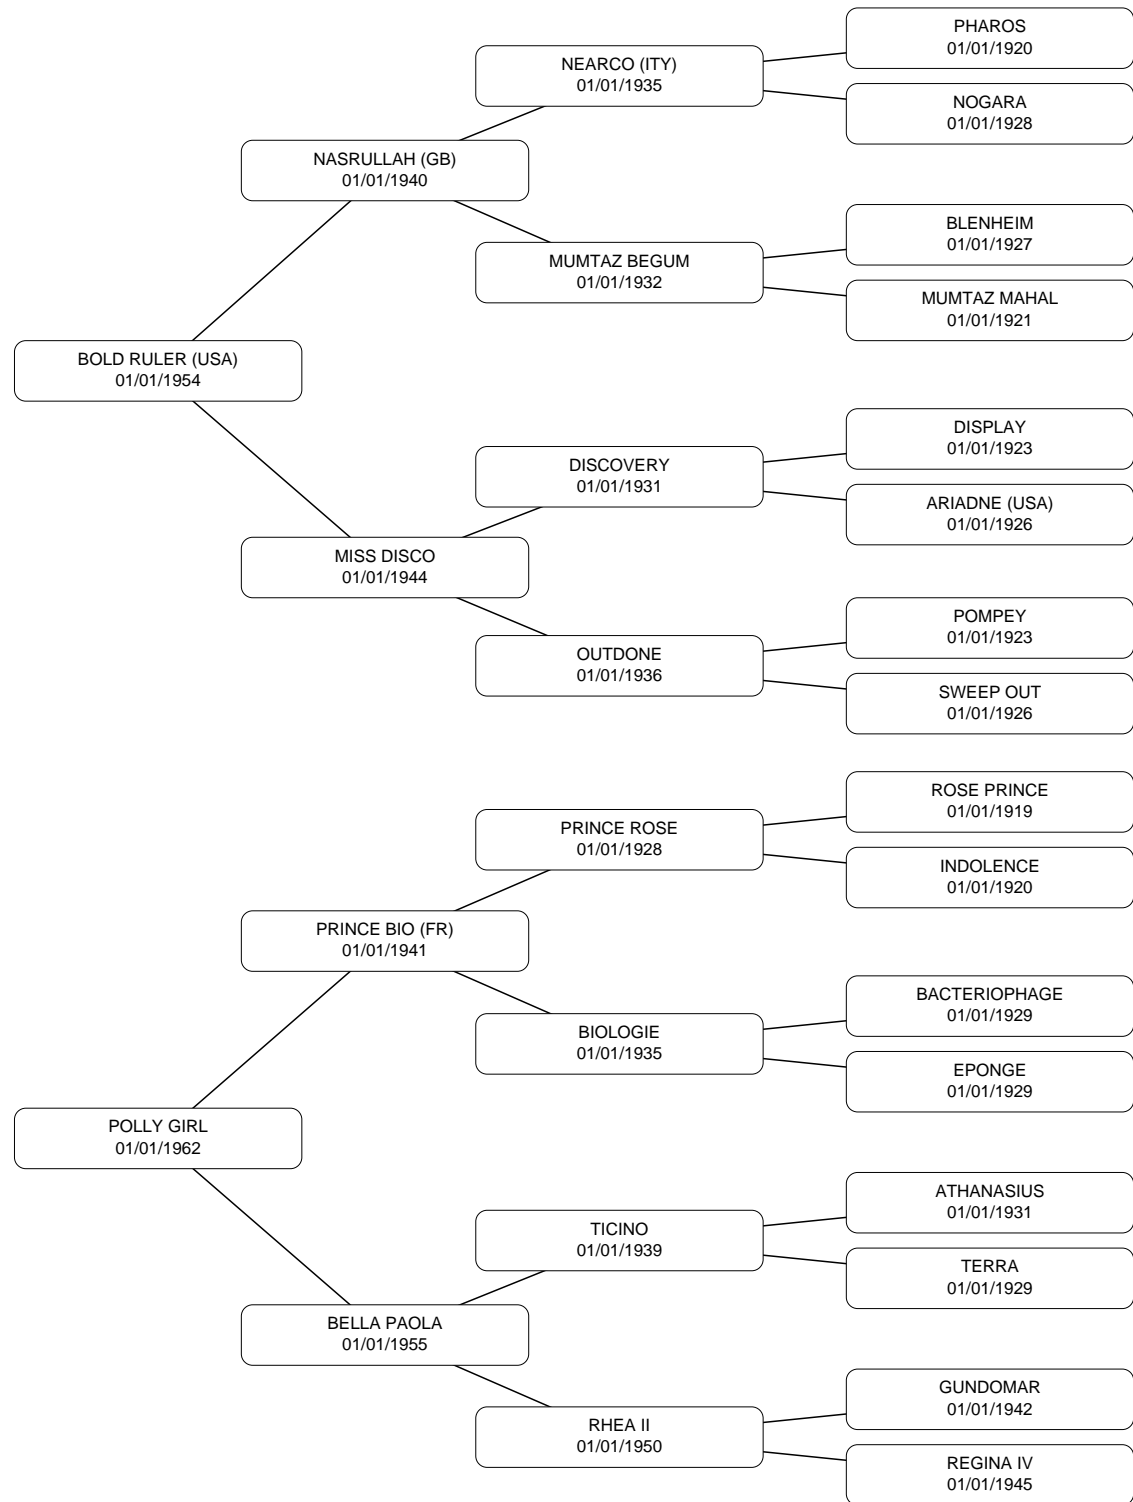 PHAROS
01/01/1920
NEARCO (ITY)
01/01/1935
NOGARA
01/01/1928
NASRULLAH (GB)
01/01/1940
BLENHEIM
01/01/1927
MUMTAZ BEGUM
01/01/1932
MUMTAZ MAHAL
01/01/1921
BOLD RULER (USA)
01/01/1954
DISPLAY
01/01/1923
DISCOVERY
01/01/1931
ARIADNE (USA)
01/01/1926
MISS DISCO
01/01/1944
POMPEY
01/01/1923
OUTDONE
01/01/1936
SWEEP OUT
01/01/1926
ROSE PRINCE
01/01/1919
PRINCE ROSE
01/01/1928
INDOLENCE
01/01/1920
PRINCE BIO (FR)
01/01/1941
BACTERIOPHAGE
01/01/1929
BIOLOGIE
01/01/1935
EPONGE
01/01/1929
POLLY GIRL
01/01/1962
ATHANASIUS
01/01/1931
TICINO
01/01/1939
TERRA
01/01/1929
BELLA PAOLA
01/01/1955
GUNDOMAR
01/01/1942
RHEA II
01/01/1950
REGINA IV
01/01/1945